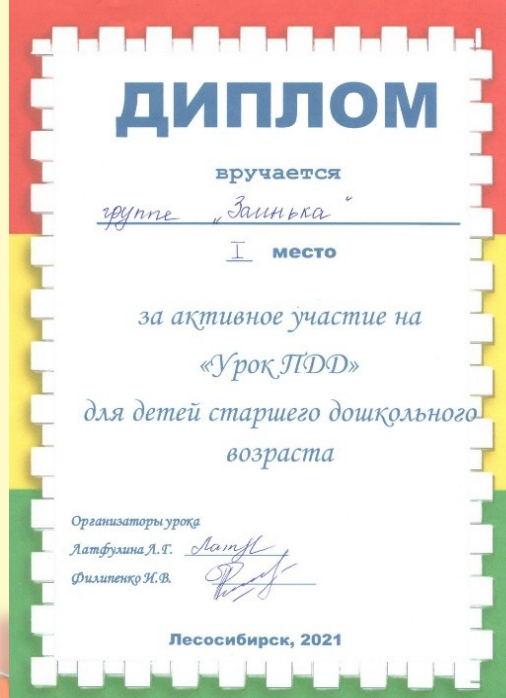 ДИПЛОМ
вручается
группе „Заинька“
I место
за активное участие на
«Урок ПДД»
для детей старшего дошкольного
возраста
Организаторы урока
Латфулина Л.Г. Латф
Филипенко И.В.
Лесосибирск, 2021